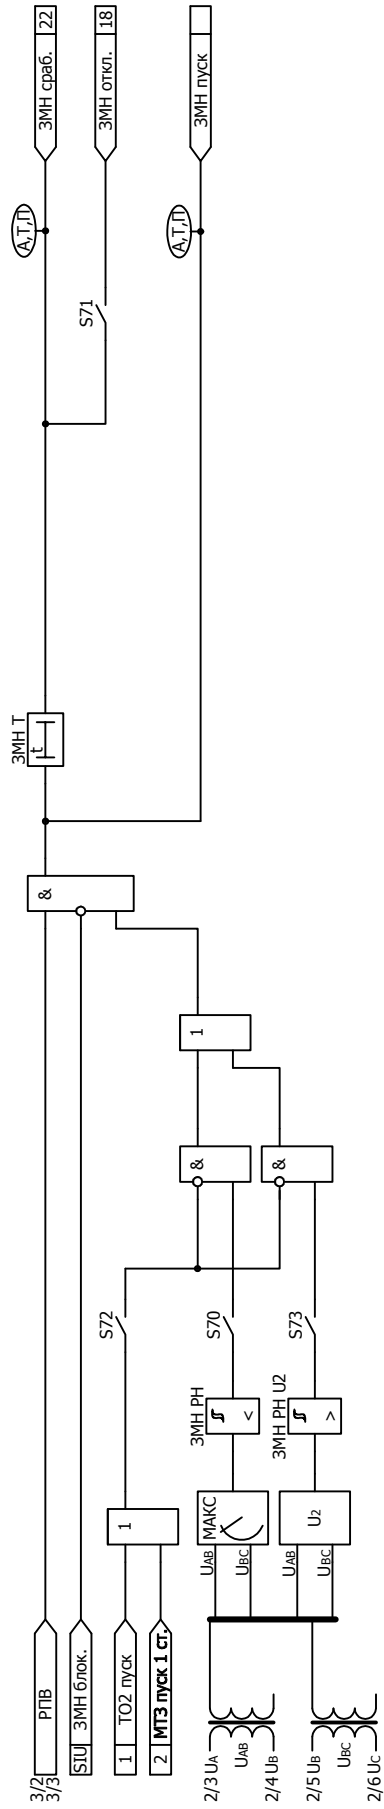 3/2
3/3
РПВ
SIU ЗМН блок.
1 ТО2 пуск
2 МТЗ пуск 1 ст.
2/3 UA
UAB
2/4 UB
2/5 UB
UBC
2/6 UC
1
UAB
UBC
МАКС
UAB
UBC
U2
ЗМН РН
<
ЗМН РН U2
>
S72
S70
S73
&
&
1
&
ЗМН Т
t
S71
А,Т,П
А,Т,П
ЗМН сраб. 22
ЗМН откл. 18
ЗМН пуск